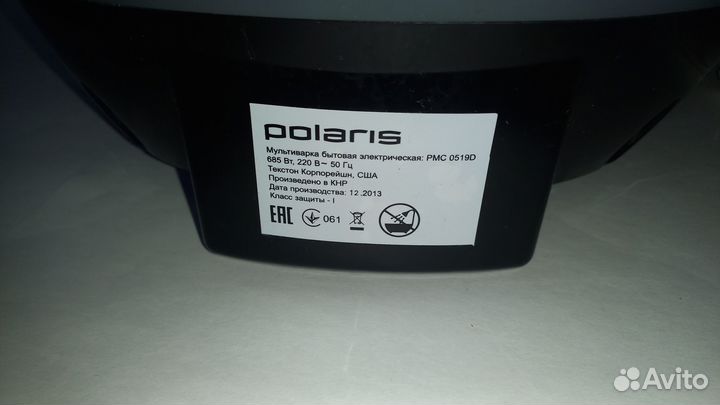 polaris
Мультиварка бытовая электрическая: PMC 0519D
685 Вт, 220 В~ 50 Гц
Текстон Корпорейшн, США
Произведено в КНР
Дата производства: 12.2013
Класс защиты - I
EAC 061
Avito